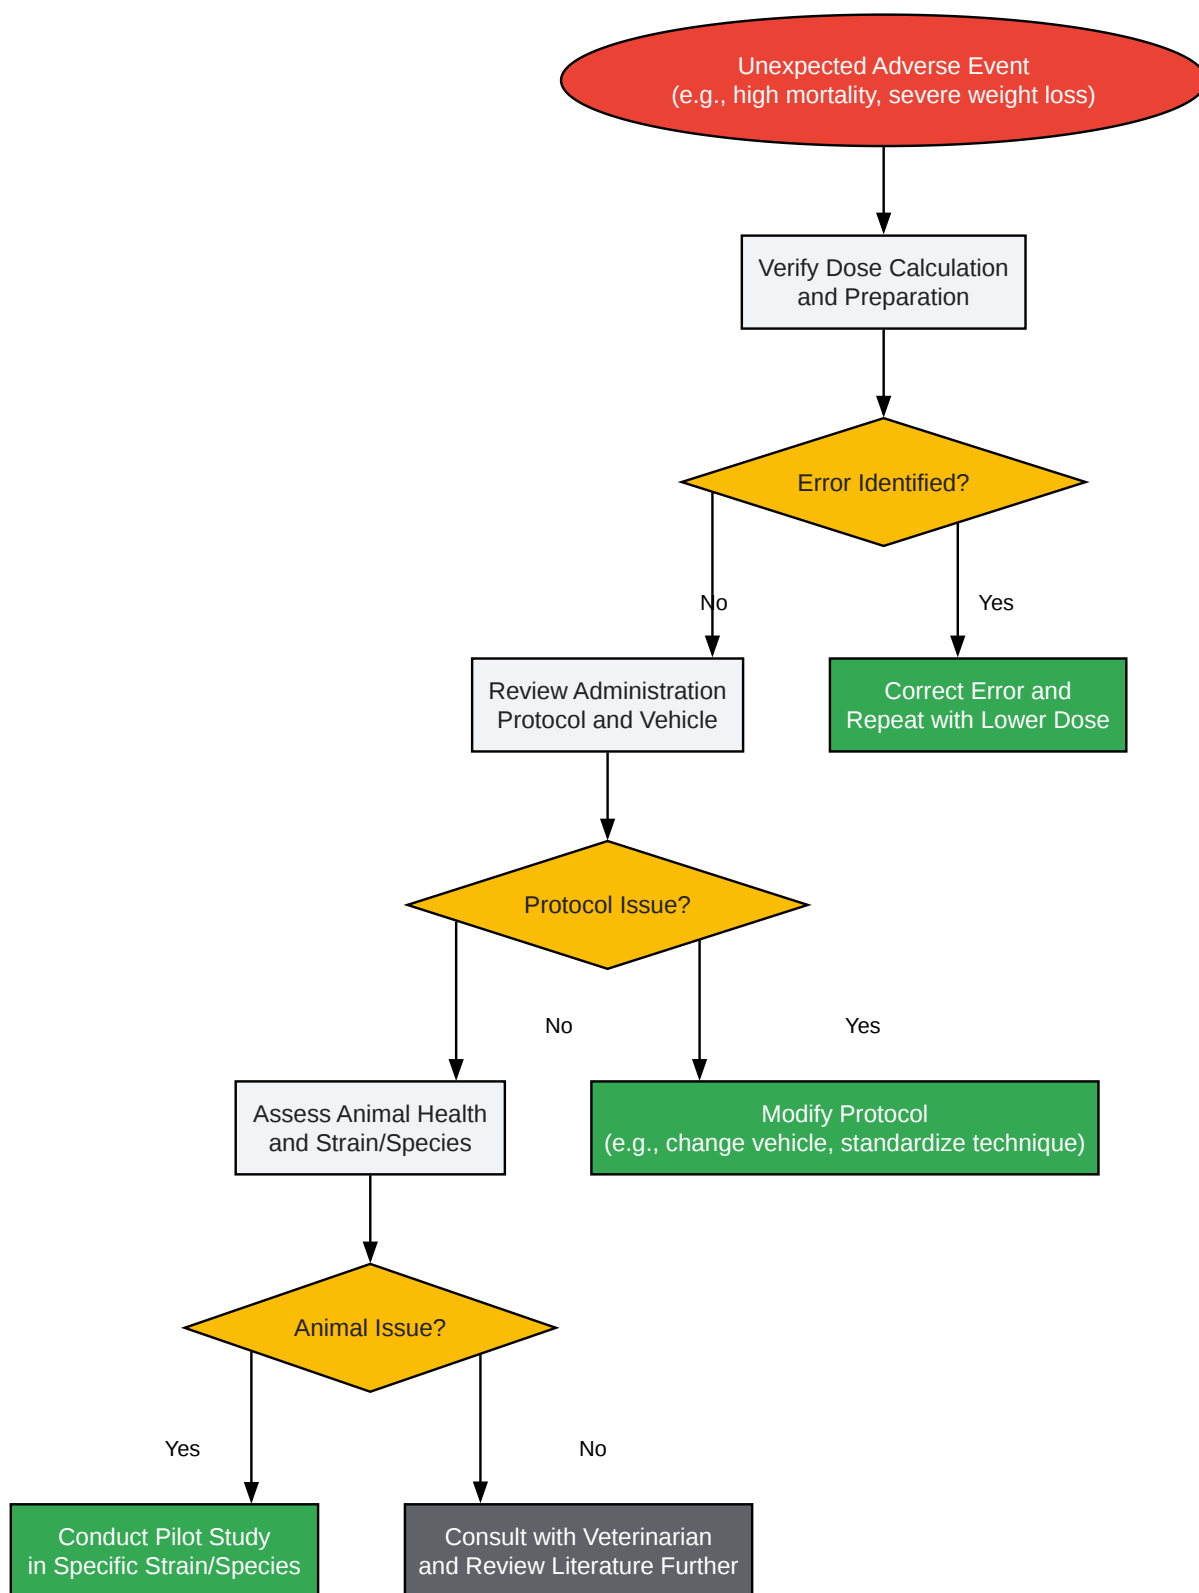 Unexpected Adverse Event
(e.g., high mortality, severe weight loss)
Verify Dose Calculation
and Preparation
Error Identified?
No
Yes
Review Administration
Protocol and Vehicle
Correct Error and
Repeat with Lower Dose
Protocol Issue?
No
Yes
Assess Animal Health
and Strain/Species
Modify Protocol
(e.g., change vehicle, standardize technique)
Animal Issue?
Yes
No
Conduct Pilot Study
in Specific Strain/Species
Consult with Veterinarian
and Review Literature Further